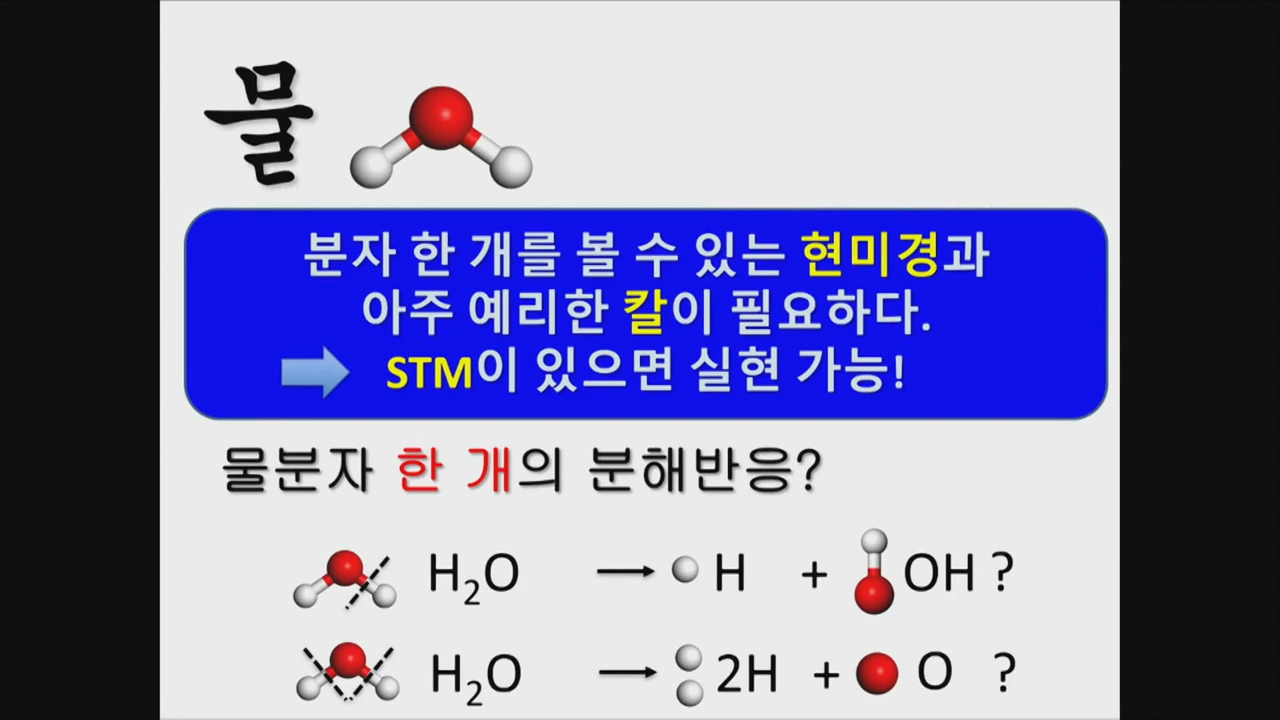 물
분자 한 개를 볼 수 있는 현미경과
아주 예리한 칼이 필요하다.
STM이 있으면 실현 가능!
물분자 한 개의 분해반응?
H₂O → H + OH ?
H₂O → 2H + O ?